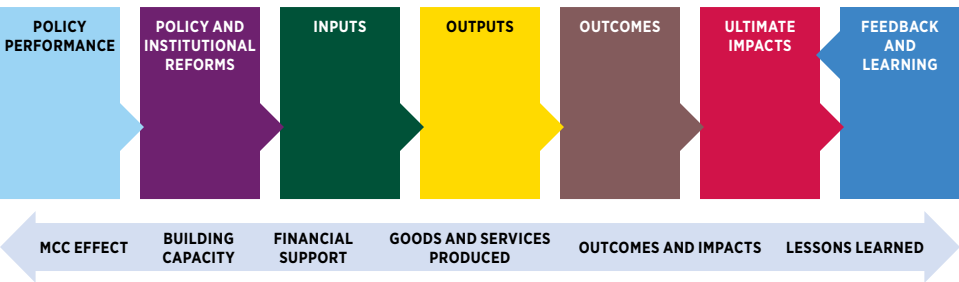 POLICY
PERFORMANCE
POLICY AND
INSTITUTIONAL
REFORMS
INPUTS
OUTPUTS
OUTCOMES
ULTIMATE
IMPACTS
FEEDBACK
AND
LEARNING
MCC EFFECT
BUILDING
CAPACITY
FINANCIAL
SUPPORT
GOODS AND SERVICES
PRODUCED
OUTCOMES AND IMPACTS
LESSONS LEARNED